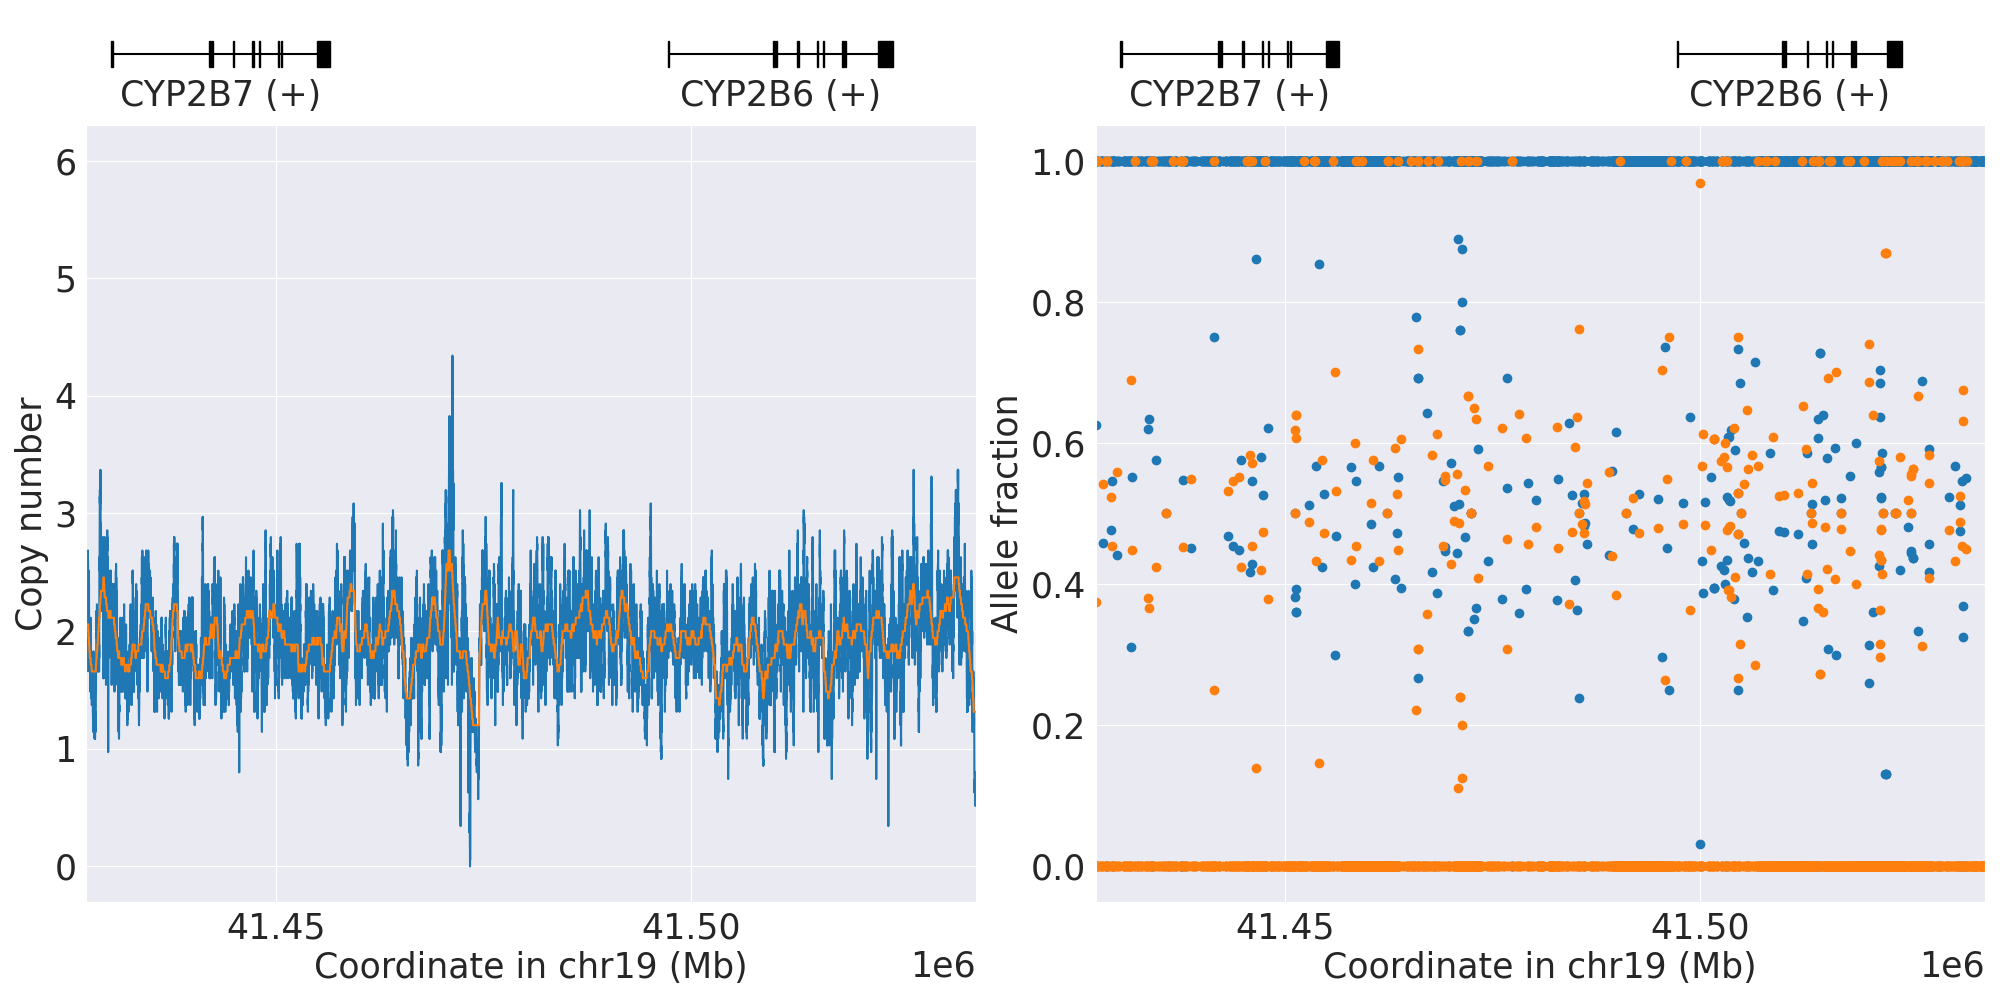 CYP2B7 (+)
CYP2B6 (+)
CYP2B7 (+)
CYP2B6 (+)
Copy number
6
5
4
3
2
1
0
41.45
41.50
Coordinate in chr19 (Mb)
1e6
Allele fraction
1.0
0.8
0.6
0.4
0.2
0.0
41.45
41.50
Coordinate in chr19 (Mb)
1e6